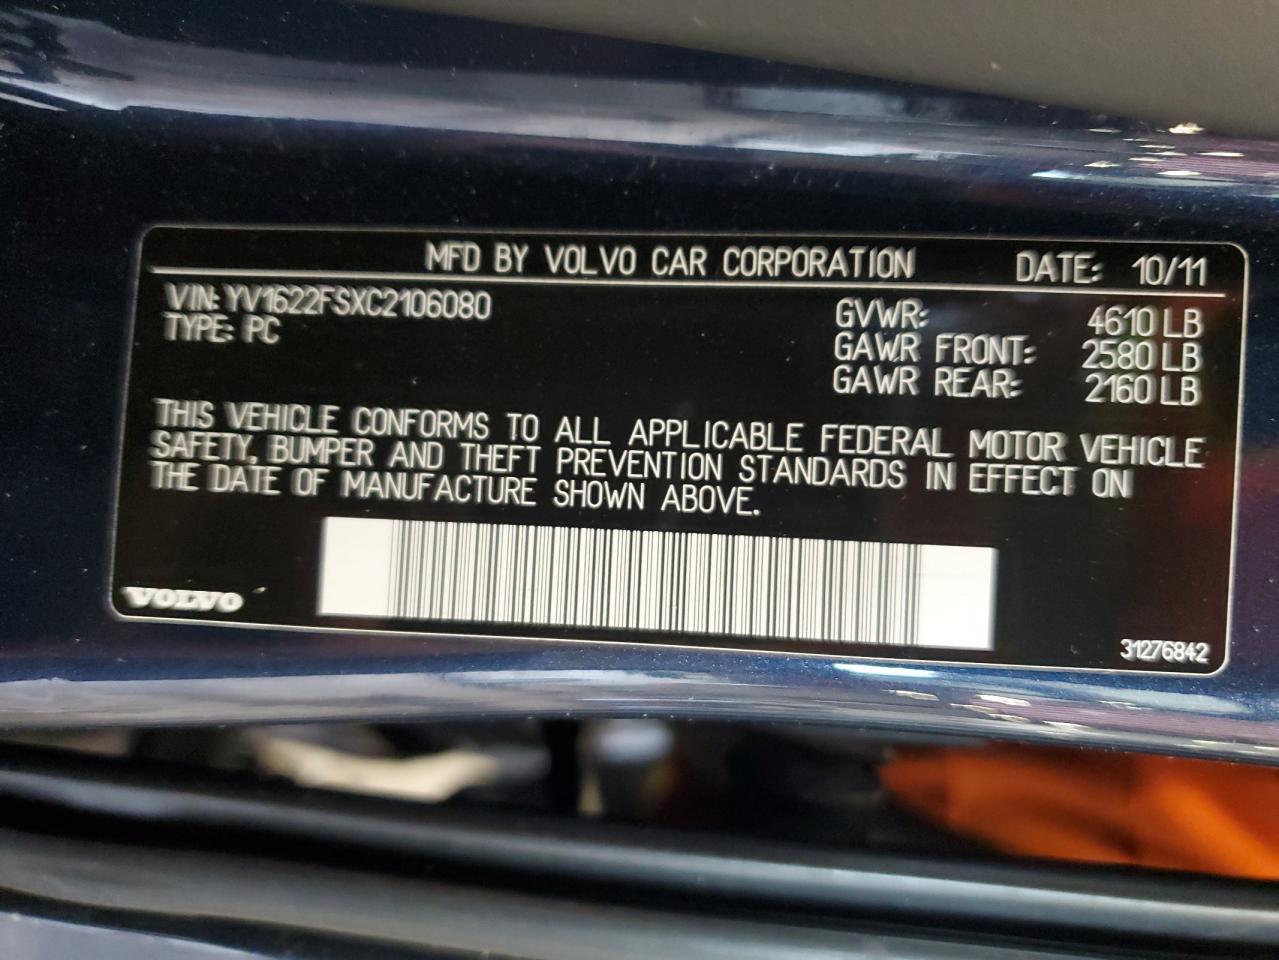 MFD BY VOLVO CAR CORPORATION DATE: 10/11
VIN: YV1622FSXC2106080
TYPE: PC
GVWR: 4610 LB
GAWR FRONT: 2580 LB
GAWR REAR: 2160 LB
THIS VEHICLE CONFORMS TO ALL APPLICABLE FEDERAL MOTOR VEHICLE
SAFETY, BUMPER AND THEFT PREVENTION STANDARDS IN EFFECT ON
THE DATE OF MANUFACTURE SHOWN ABOVE.
VOLVO
31276842